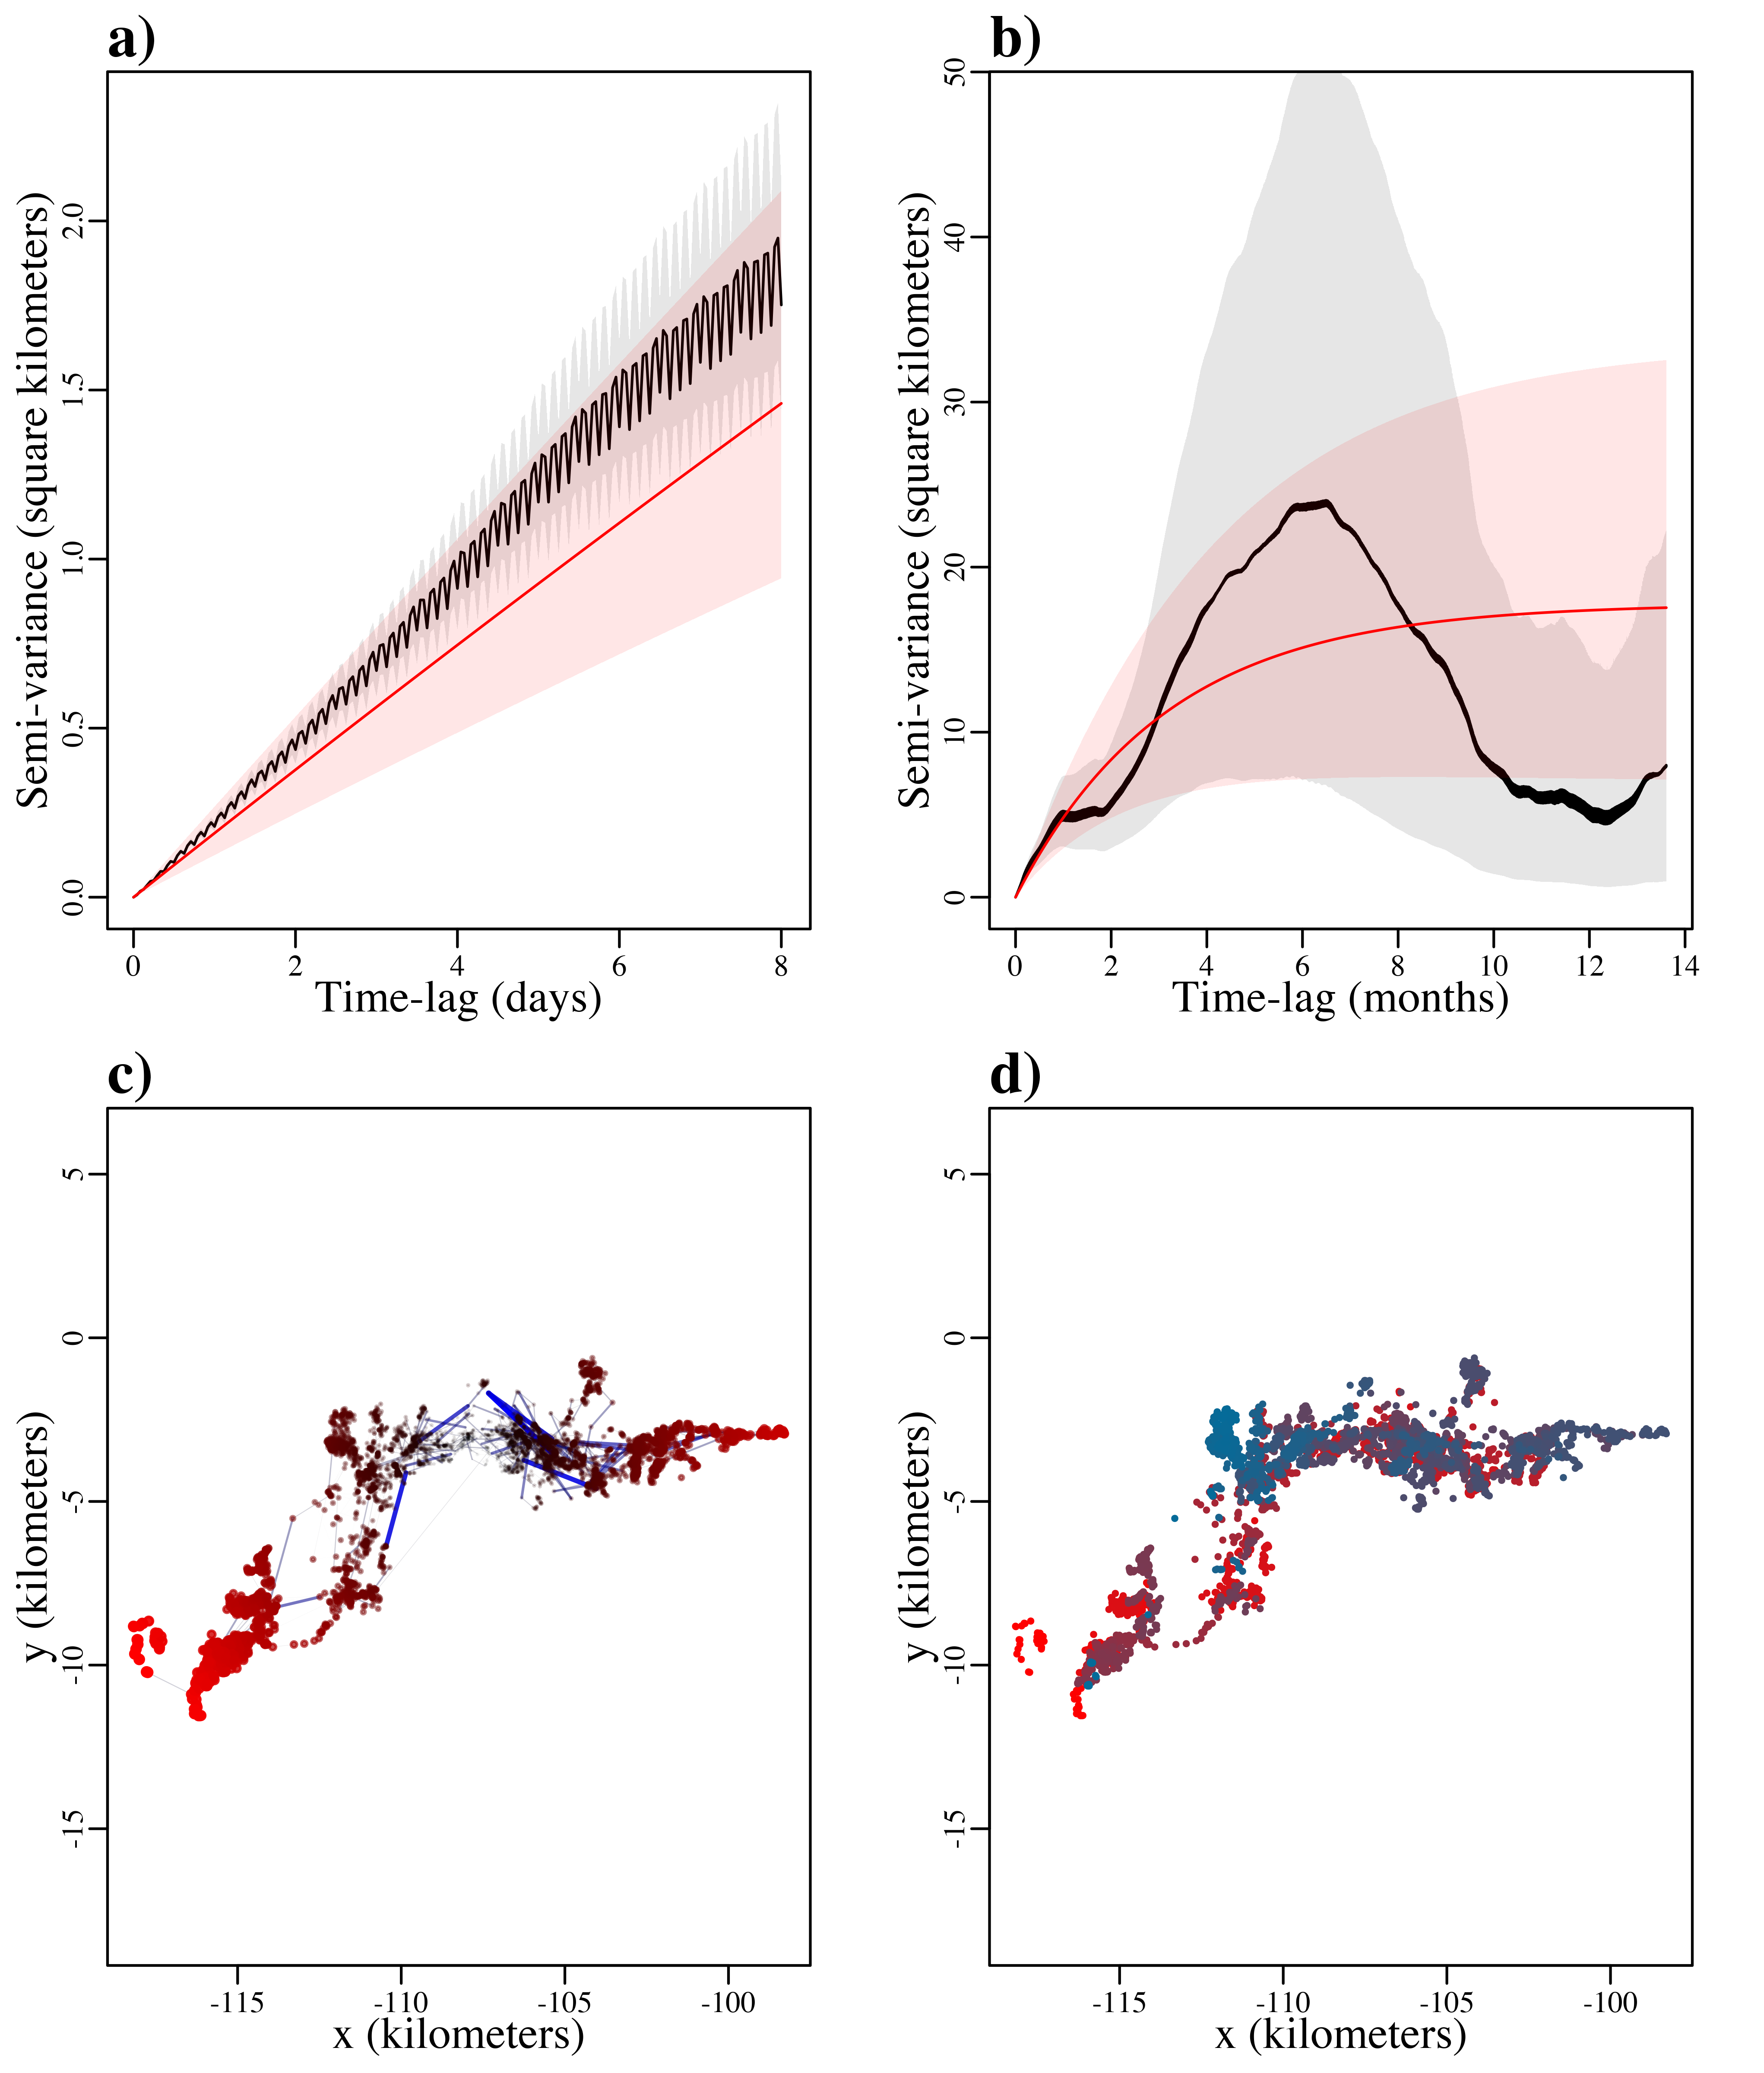 a)
Semi-variance (square kilometers)
0.0 0.5 1.0 1.5 2.0
0 2 4 6 8
Time-lag (days)
b)
Semi-variance (square kilometers)
0 10 20 30 40 50
0 2 4 6 8 10 12 14
Time-lag (months)
c)
y (kilometers)
-15 -10 -5 0 5
-115 -110 -105 -100
x (kilometers)
d)
y (kilometers)
-15 -10 -5 0 5
-115 -110 -105 -100
x (kilometers)